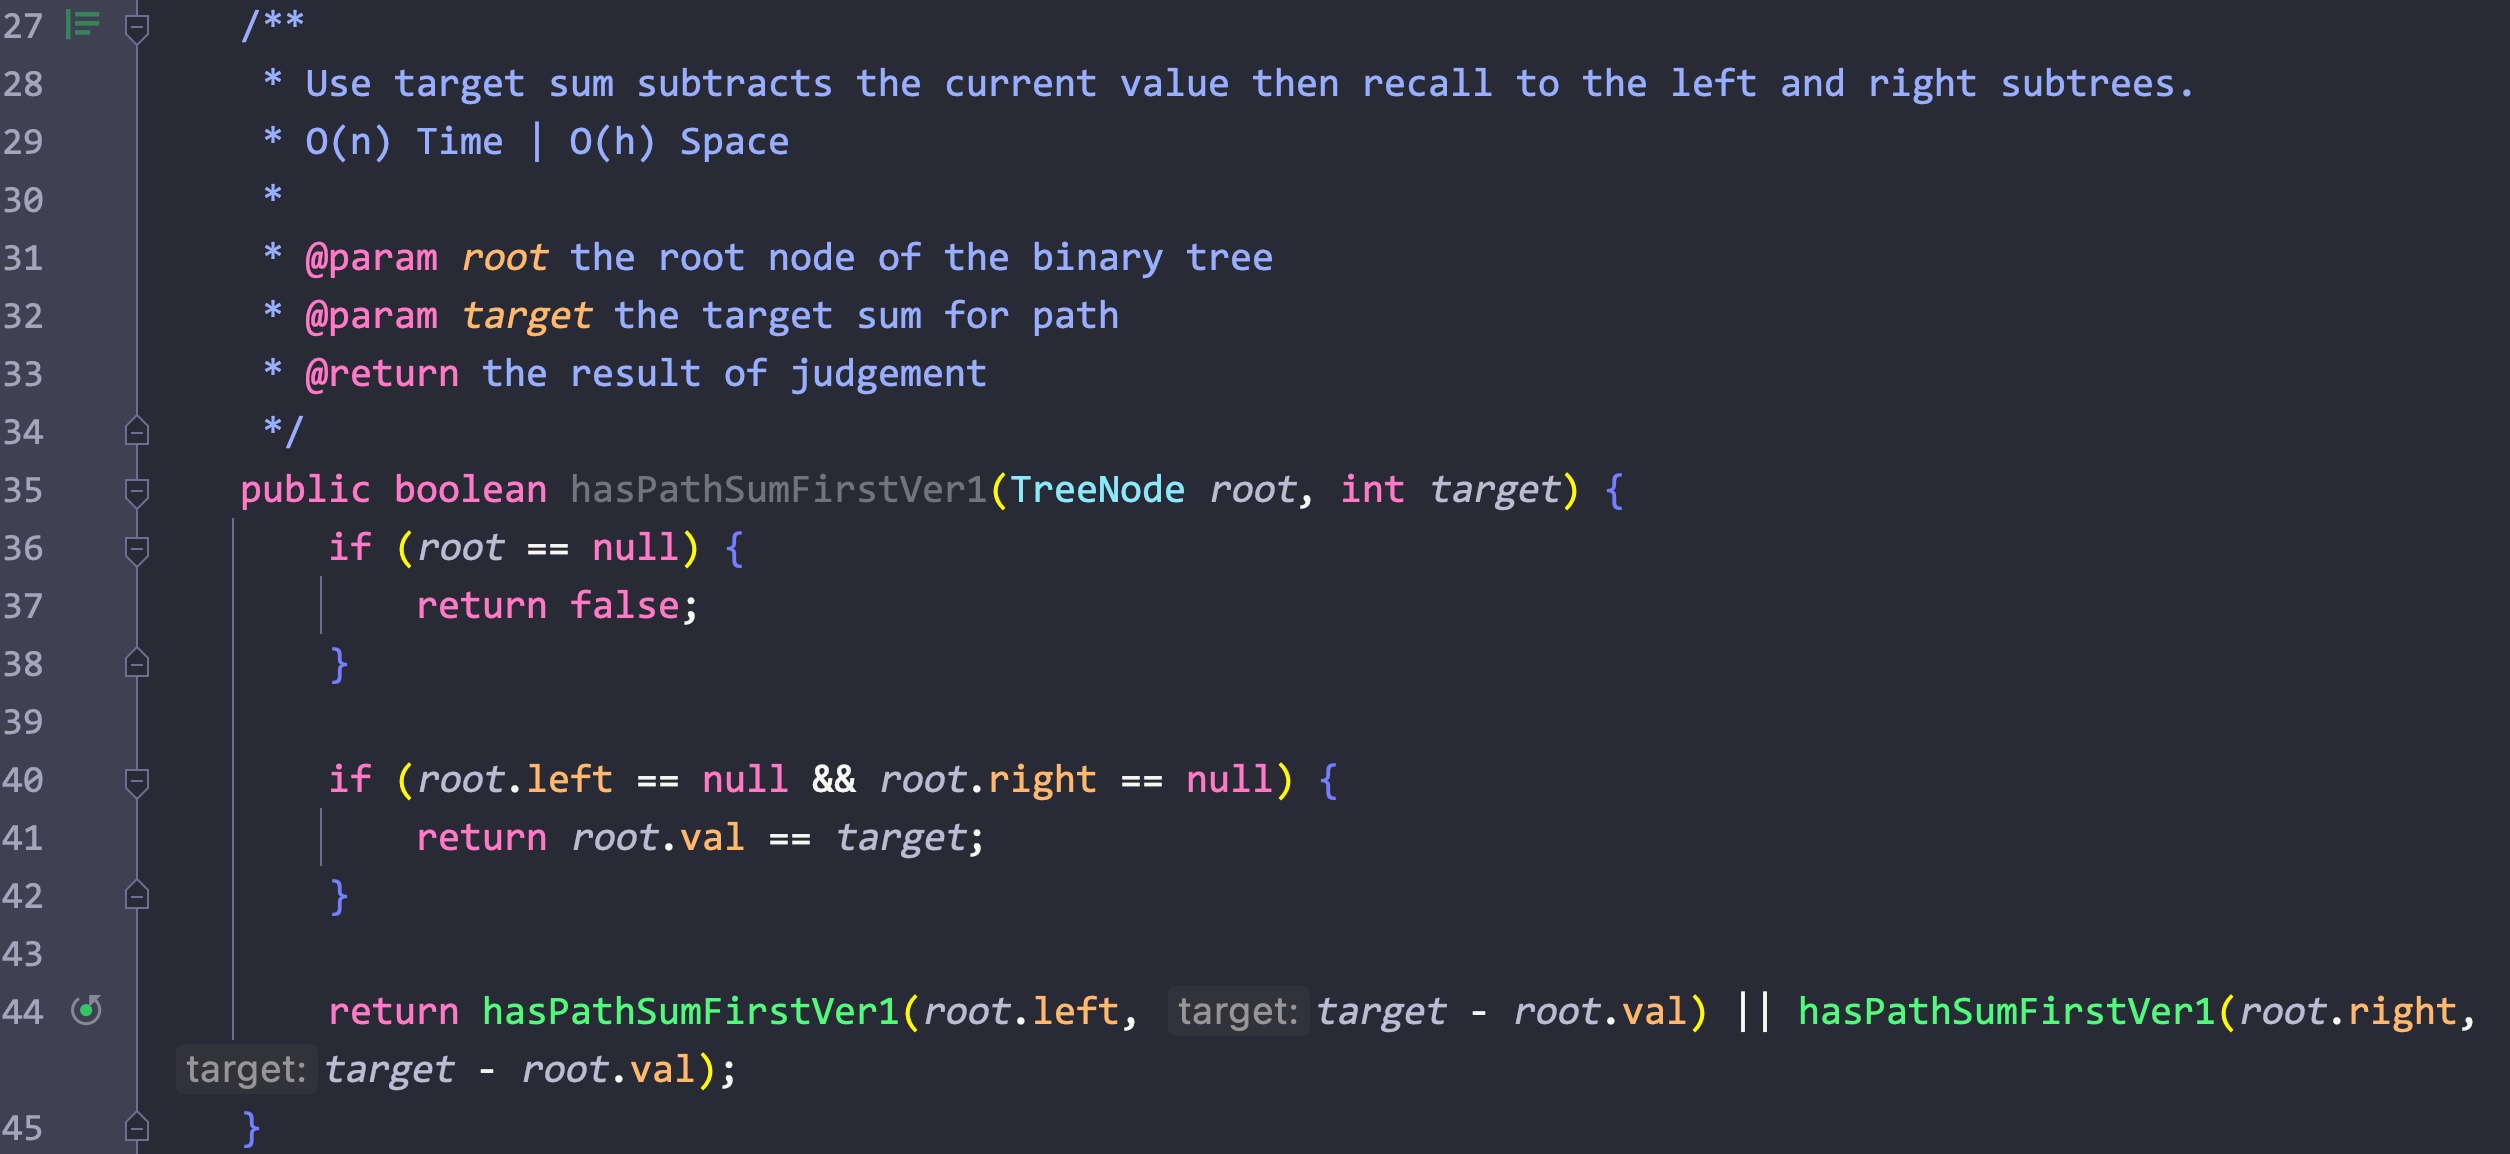 27 /**
28 * Use target sum subtracts the current value then recall to the left and right subtrees.
29 * O(n) Time | O(h) Space
30 *
31 * @param root the root node of the binary tree
32 * @param target the target sum for path
33 * @return the result of judgement
34 */
35 public boolean hasPathSumFirstVer1(TreeNode root, int target) {
36 if (root == null) {
37 return false;
38 }
39
40 if (root.left == null && root.right == null) {
41 return root.val == target;
42 }
43
44 return hasPathSumFirstVer1(root.left, target: target - root.val) || hasPathSumFirstVer1(root.right,
target: target - root.val);
45 }